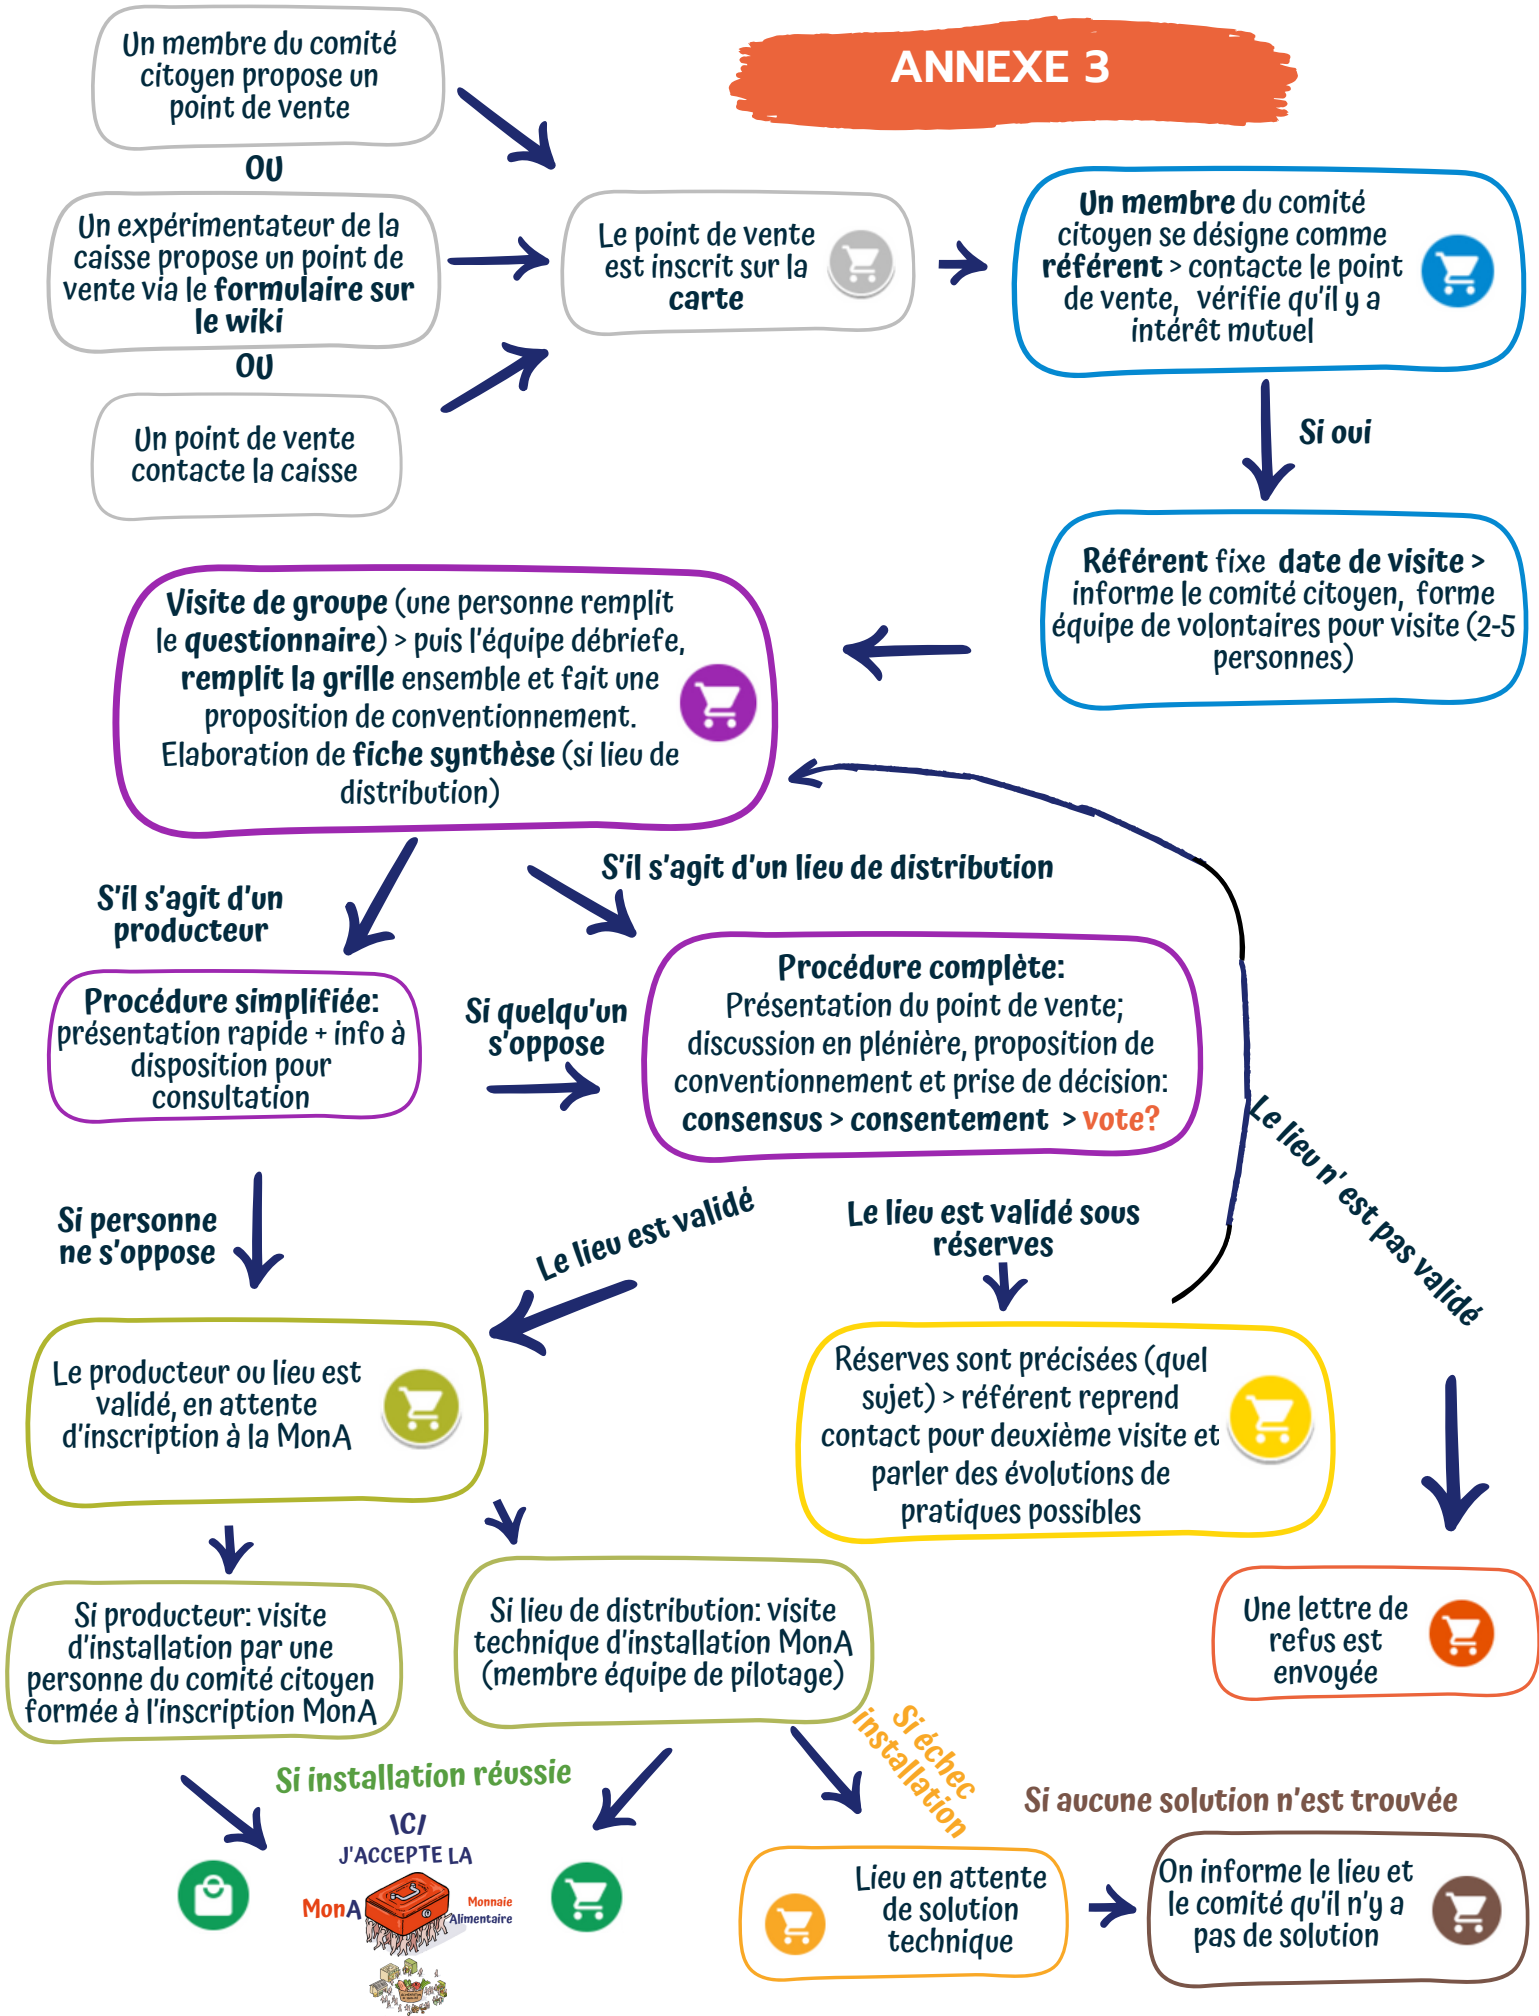 ANNEXE 3
Un membre du comité
citoyen propose un
point de vente
OU
Un expérimentateur de la
caisse propose un point de
vente via le formulaire sur
le wiki
OU
Un point de vente
contacte la caisse
Le point de vente
est inscrit sur la
carte
Un membre du comité
citoyen se désigne comme
référent > contacte le point
de vente, vérifie qu'il y a
intérêt mutuel
Si oui
Référent fixe date de visite >
informe le comité citoyen, forme
équipe de volontaires pour visite (2-5
personnes)
Visite de groupe (une personne remplit
le questionnaire) > puis l'équipe débriefe,
remplit la grille ensemble et fait une
proposition de conventionnement.
Elaboration de fiche synthèse (si lieu de
distribution)
S'il s'agit d'un
producteur
S'il s'agit d'un lieu de distribution
Procédure simplifiée:
présentation rapide + info à
disposition pour
consultation
Si quelqu'un
s'oppose
Procédure complète:
Présentation du point de vente;
discussion en plénière, proposition de
conventionnement et prise de décision:
consensus > consentement > vote?
Si personne
ne s'oppose
Le lieu est validé
Le lieu est validé sous
réserves
Le lieu n'est pas validé
Le producteur ou lieu est
validé, en attente
d'inscription à la MonA
Réserves sont précisées (quel
sujet) > référent reprend
contact pour deuxième visite et
parler des évolutions de
pratiques possibles
Une lettre de
refus est
envoyée
Si producteur: visite
d'installation par une
personne du comité citoyen
formée à l'inscription MonA
Si lieu de distribution: visite
technique d'installation MonA
(membre équipe de pilotage)
Si installation réussie
Si échec
installation
ICI
J'ACCEPTE LA
MonA
Monnaie
Alimentaire
Lieu en attente
de solution
technique
Si aucune solution n'est trouvée
On informe le lieu et
le comité qu'il n'y a
pas de solution